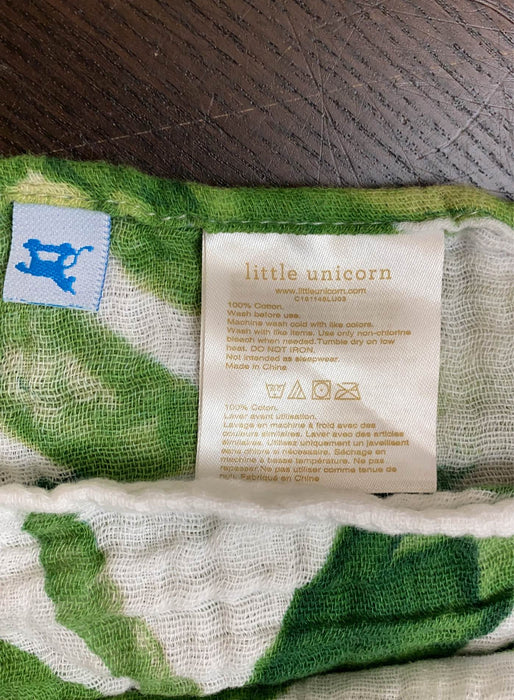 little unicorn
www.littleunicorn.com
C191148LU03
100% Cotton.
Wash before use.
Machine wash cold with like colors.
Wash with like items. Use only non-chlorine
bleach when needed.Tumble dry on low
heat. DO NOT IRON.
Not intended as sleepwear.
Made in China
100% Coton.
Laver avant utilisation.
Lavage en machine à froid avec des
couleurs similaires. Laver avec des articles
similaires. Utiliser uniquement un javellisant
sans chlore si nécessaire. Séchage en
machine à basse température. Ne pas
repasser.Ne pas utiliser comme tenue de
nuit.Fabriqué en Chine